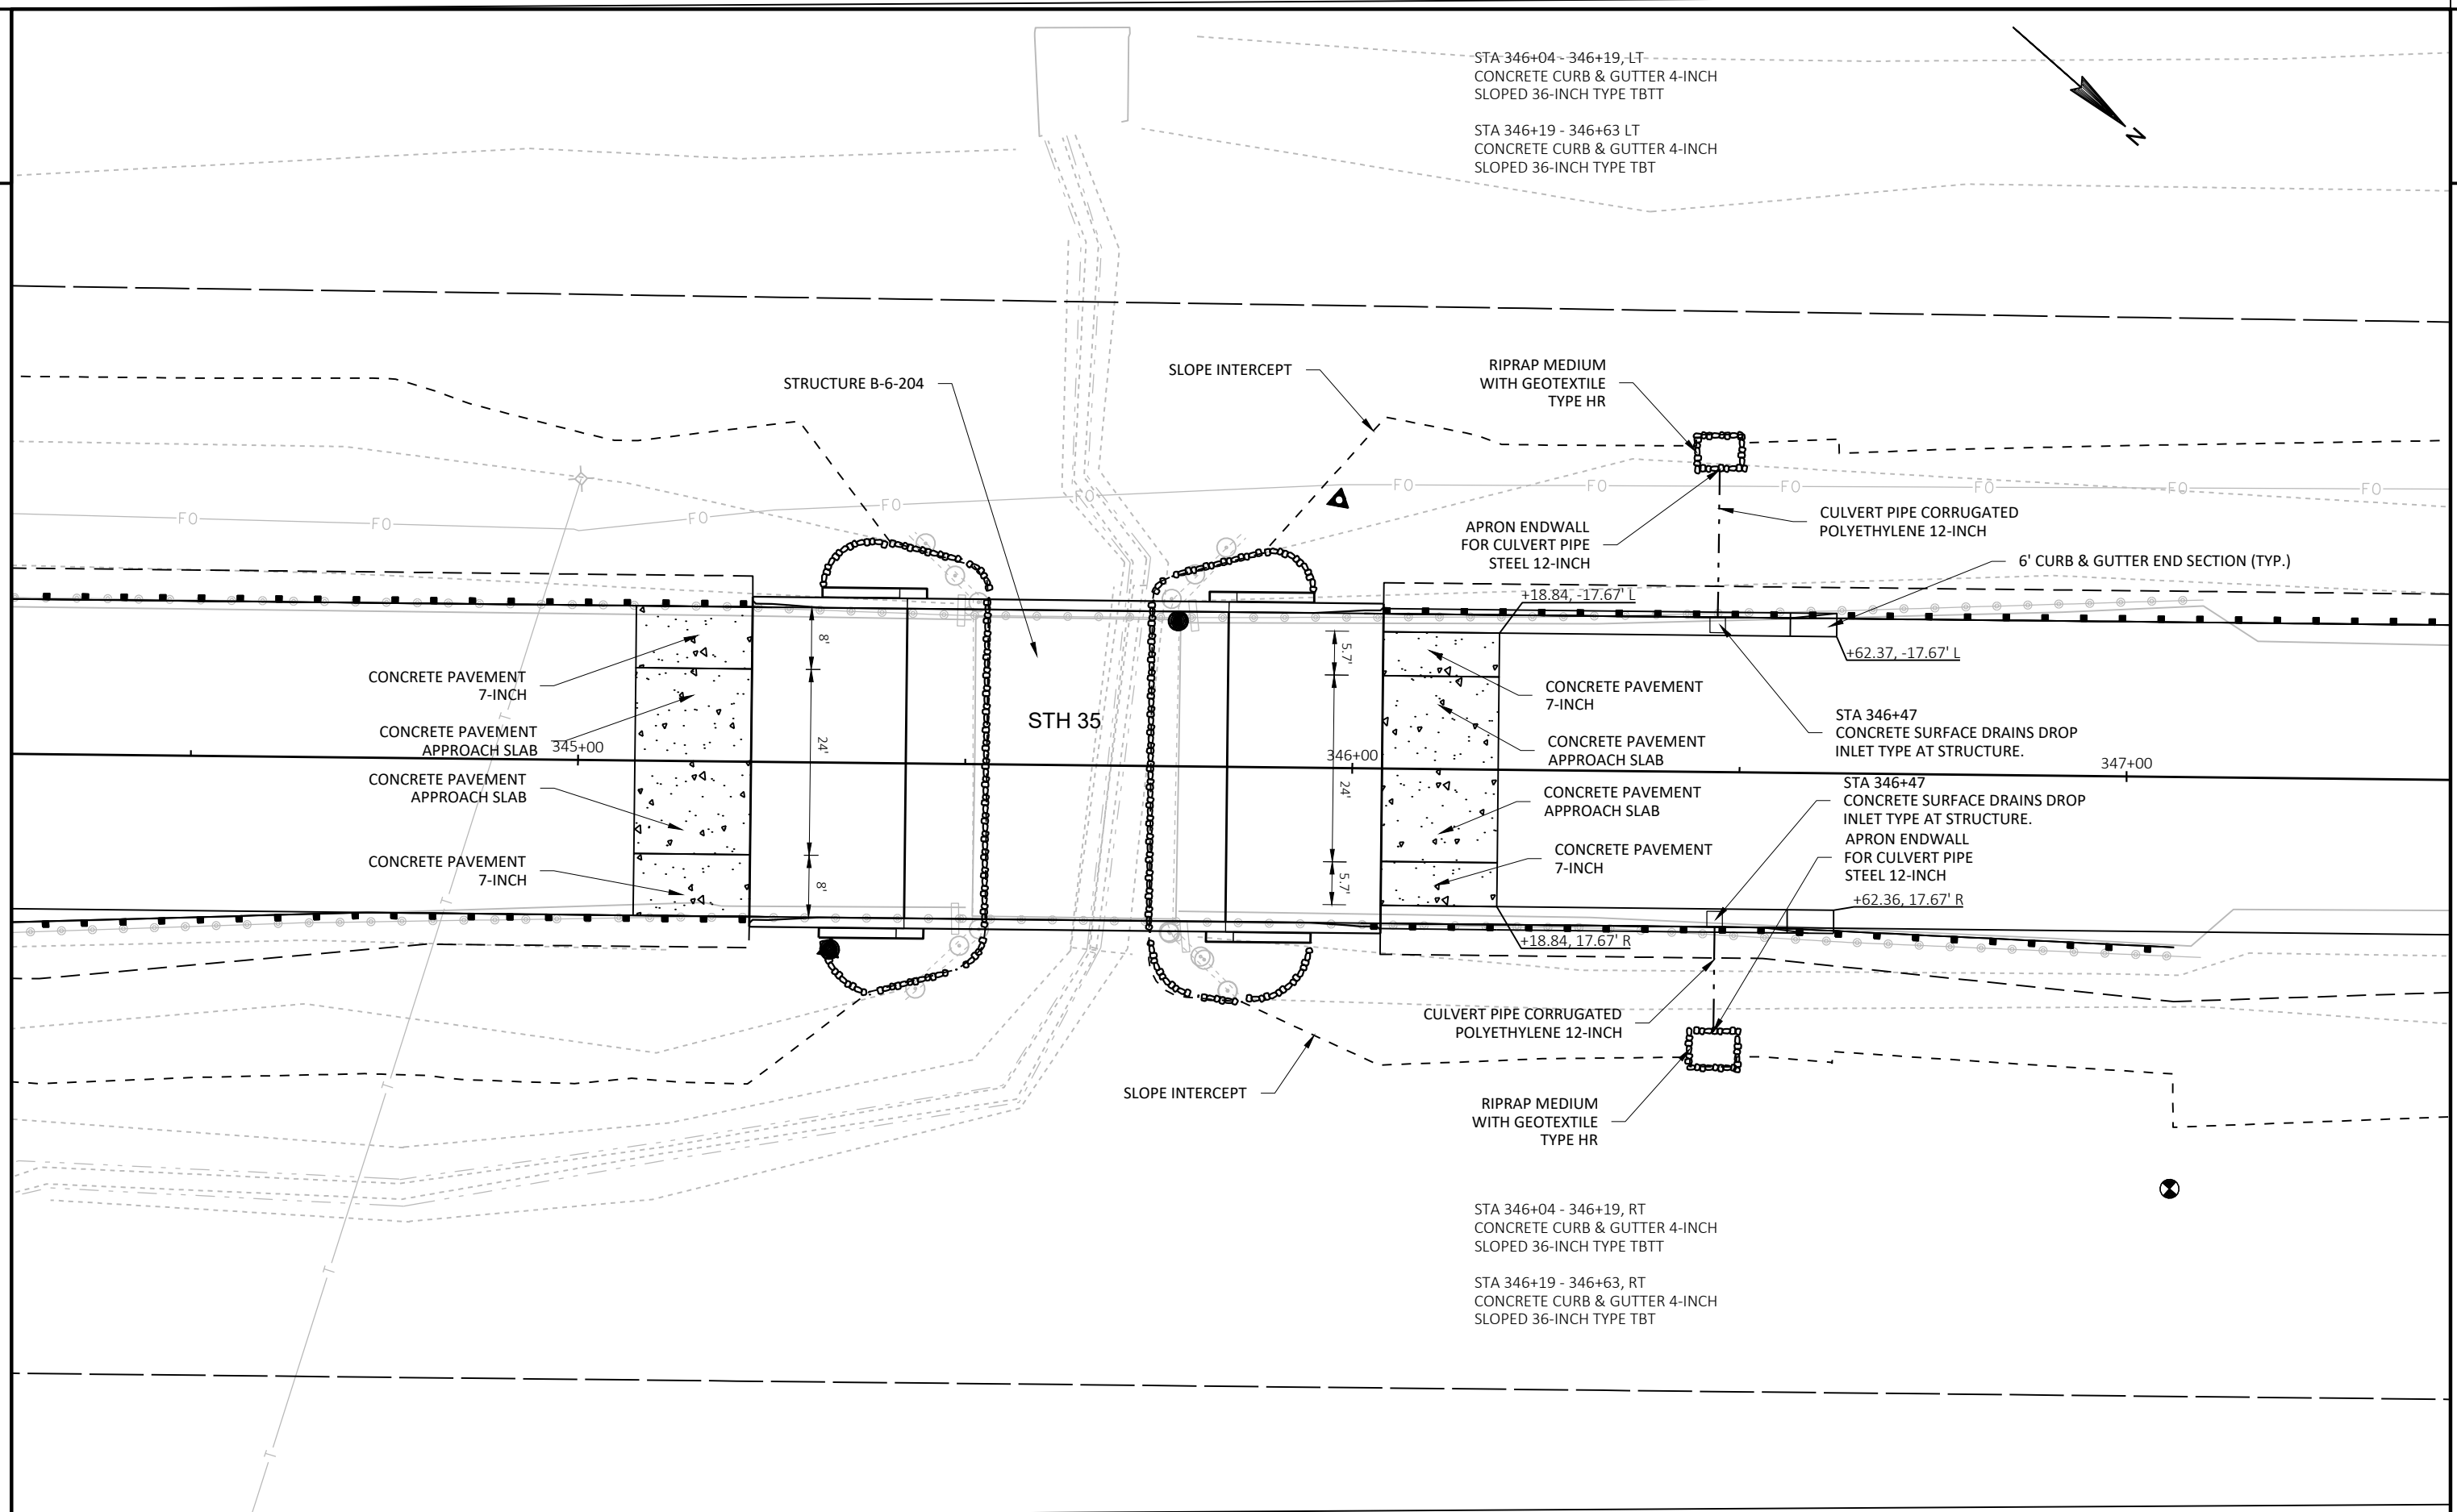 STA 346+04 - 346+19, LT
CONCRETE CURB & GUTTER 4-INCH
SLOPED 36-INCH TYPE TBTT
STA 346+19 - 346+63 LT
CONCRETE CURB & GUTTER 4-INCH
SLOPED 36-INCH TYPE TBT
N
STRUCTURE B-6-204
SLOPE INTERCEPT
RIPRAP MEDIUM
WITH GEOTEXTILE
TYPE HR
FO
FO
FO
FO
FO
FO
FO
FO
FO
FO
APRON ENDWALL
FOR CULVERT PIPE
STEEL 12-INCH
CULVERT PIPE CORRUGATED
POLYETHYLENE 12-INCH
6' CURB & GUTTER END SECTION (TYP.)
+18.84, -17.67' L
+62.37, -17.67' L
8'
5.7'
CONCRETE PAVEMENT
7-INCH
CONCRETE PAVEMENT
APPROACH SLAB
345+00
CONCRETE PAVEMENT
APPROACH SLAB
CONCRETE PAVEMENT
7-INCH
24'
8'
STH 35
346+00
24'
5.7'
CONCRETE PAVEMENT
7-INCH
CONCRETE PAVEMENT
APPROACH SLAB
CONCRETE PAVEMENT
APPROACH SLAB
CONCRETE PAVEMENT
7-INCH
STA 346+47
CONCRETE SURFACE DRAINS DROP
INLET TYPE AT STRUCTURE.
347+00
STA 346+47
CONCRETE SURFACE DRAINS DROP
INLET TYPE AT STRUCTURE.
APRON ENDWALL
FOR CULVERT PIPE
STEEL 12-INCH
+62.36, 17.67' R
+18.84, 17.67' R
T
T
T
T
T
CULVERT PIPE CORRUGATED
POLYETHYLENE 12-INCH
SLOPE INTERCEPT
RIPRAP MEDIUM
WITH GEOTEXTILE
TYPE HR
STA 346+04 - 346+19, RT
CONCRETE CURB & GUTTER 4-INCH
SLOPED 36-INCH TYPE TBTT
STA 346+19 - 346+63, RT
CONCRETE CURB & GUTTER 4-INCH
SLOPED 36-INCH TYPE TBT